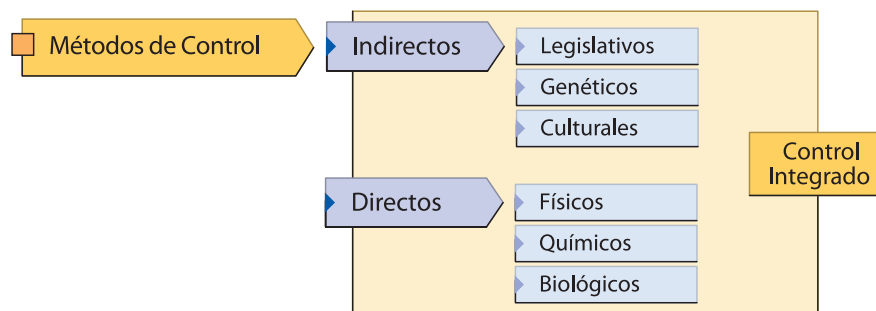 Métodos de Control
Indirectos
Legislativos
Genéticos
Culturales
Directos
Físicos
Químicos
Biológicos
Control
Integrado